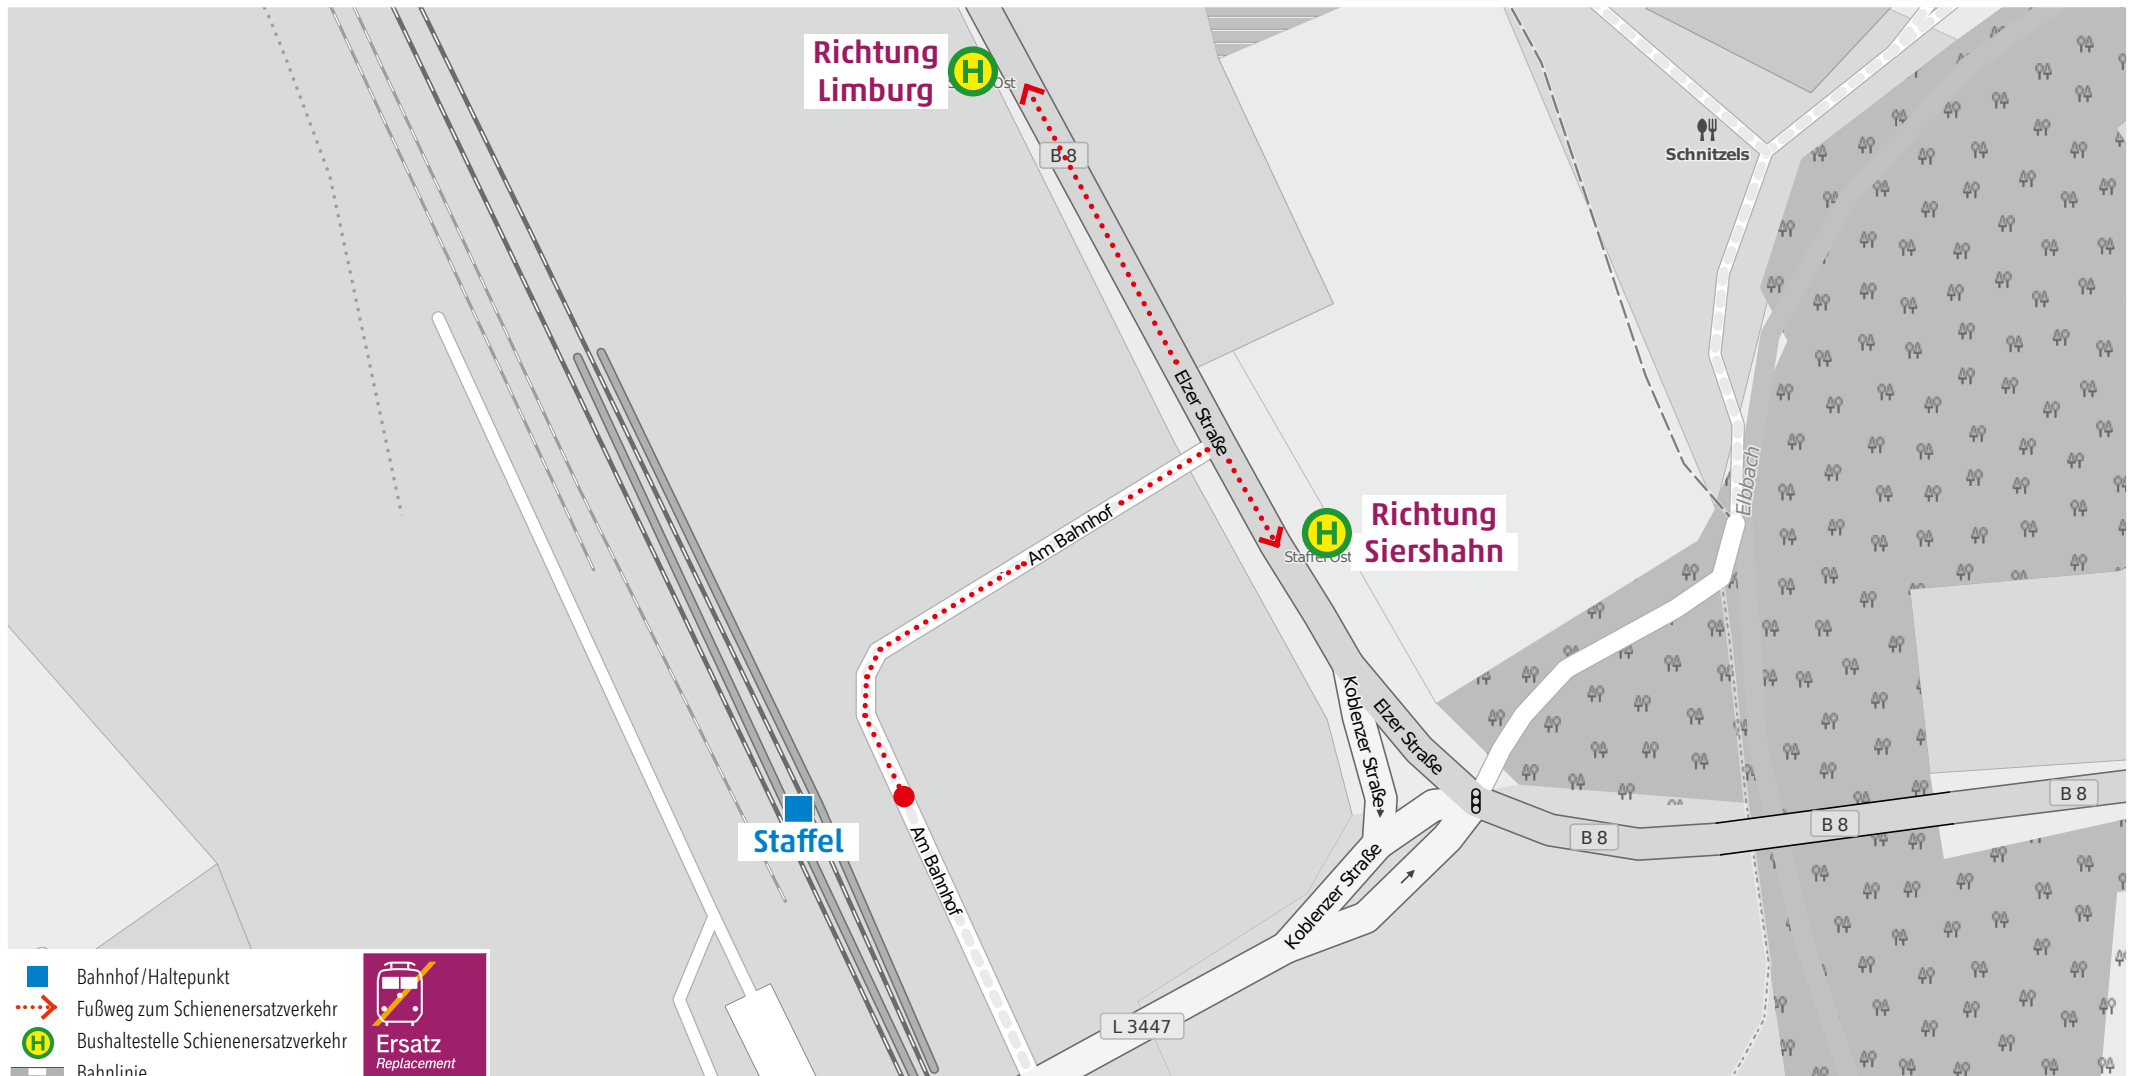 Richtung
Limburg
H
Ost
B 8
Schnitzels
Elzer Straße
Elbbach
Richtung
Siershahn
H
Staffel Ost
Am Bahnhof
Koblenzer Straße
Elzer Straße
B 8
B 8
B 8
Staffel
Am Bahnhof
Koblenzer Straße
L 3447
Bahnhof/Haltepunkt
Fußweg zum Schienenersatzverkehr
H
Bushaltestelle Schienenersatzverkehr
Bahnlinie
Ersatz
Replacement